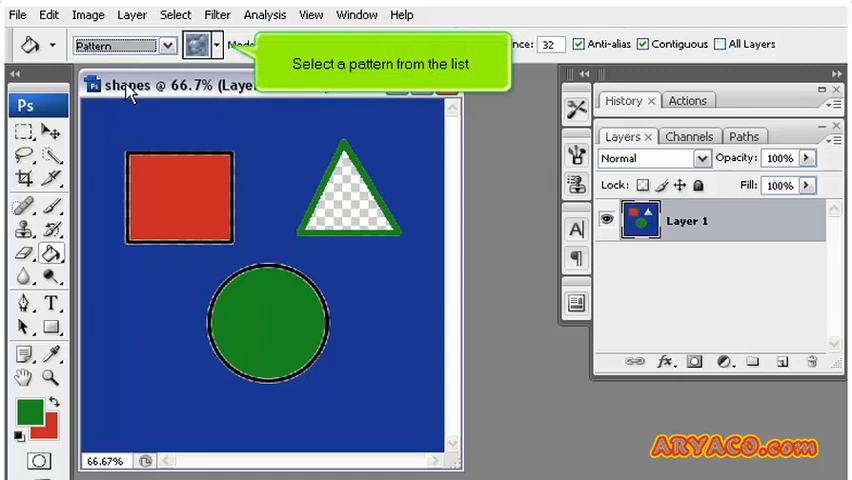 File Edit Image Layer Select Filter Analysis View Window Help
Pattern
32 Anti-alias Contiguous All Layers
Select a pattern from the list
shapes @ 66.7% (Laye
Ps
History × Actions
Layers × Channels Paths
Normal Opacity: 100%
Lock: Fill: 100%
Layer 1
66.67%
ARYACO.com